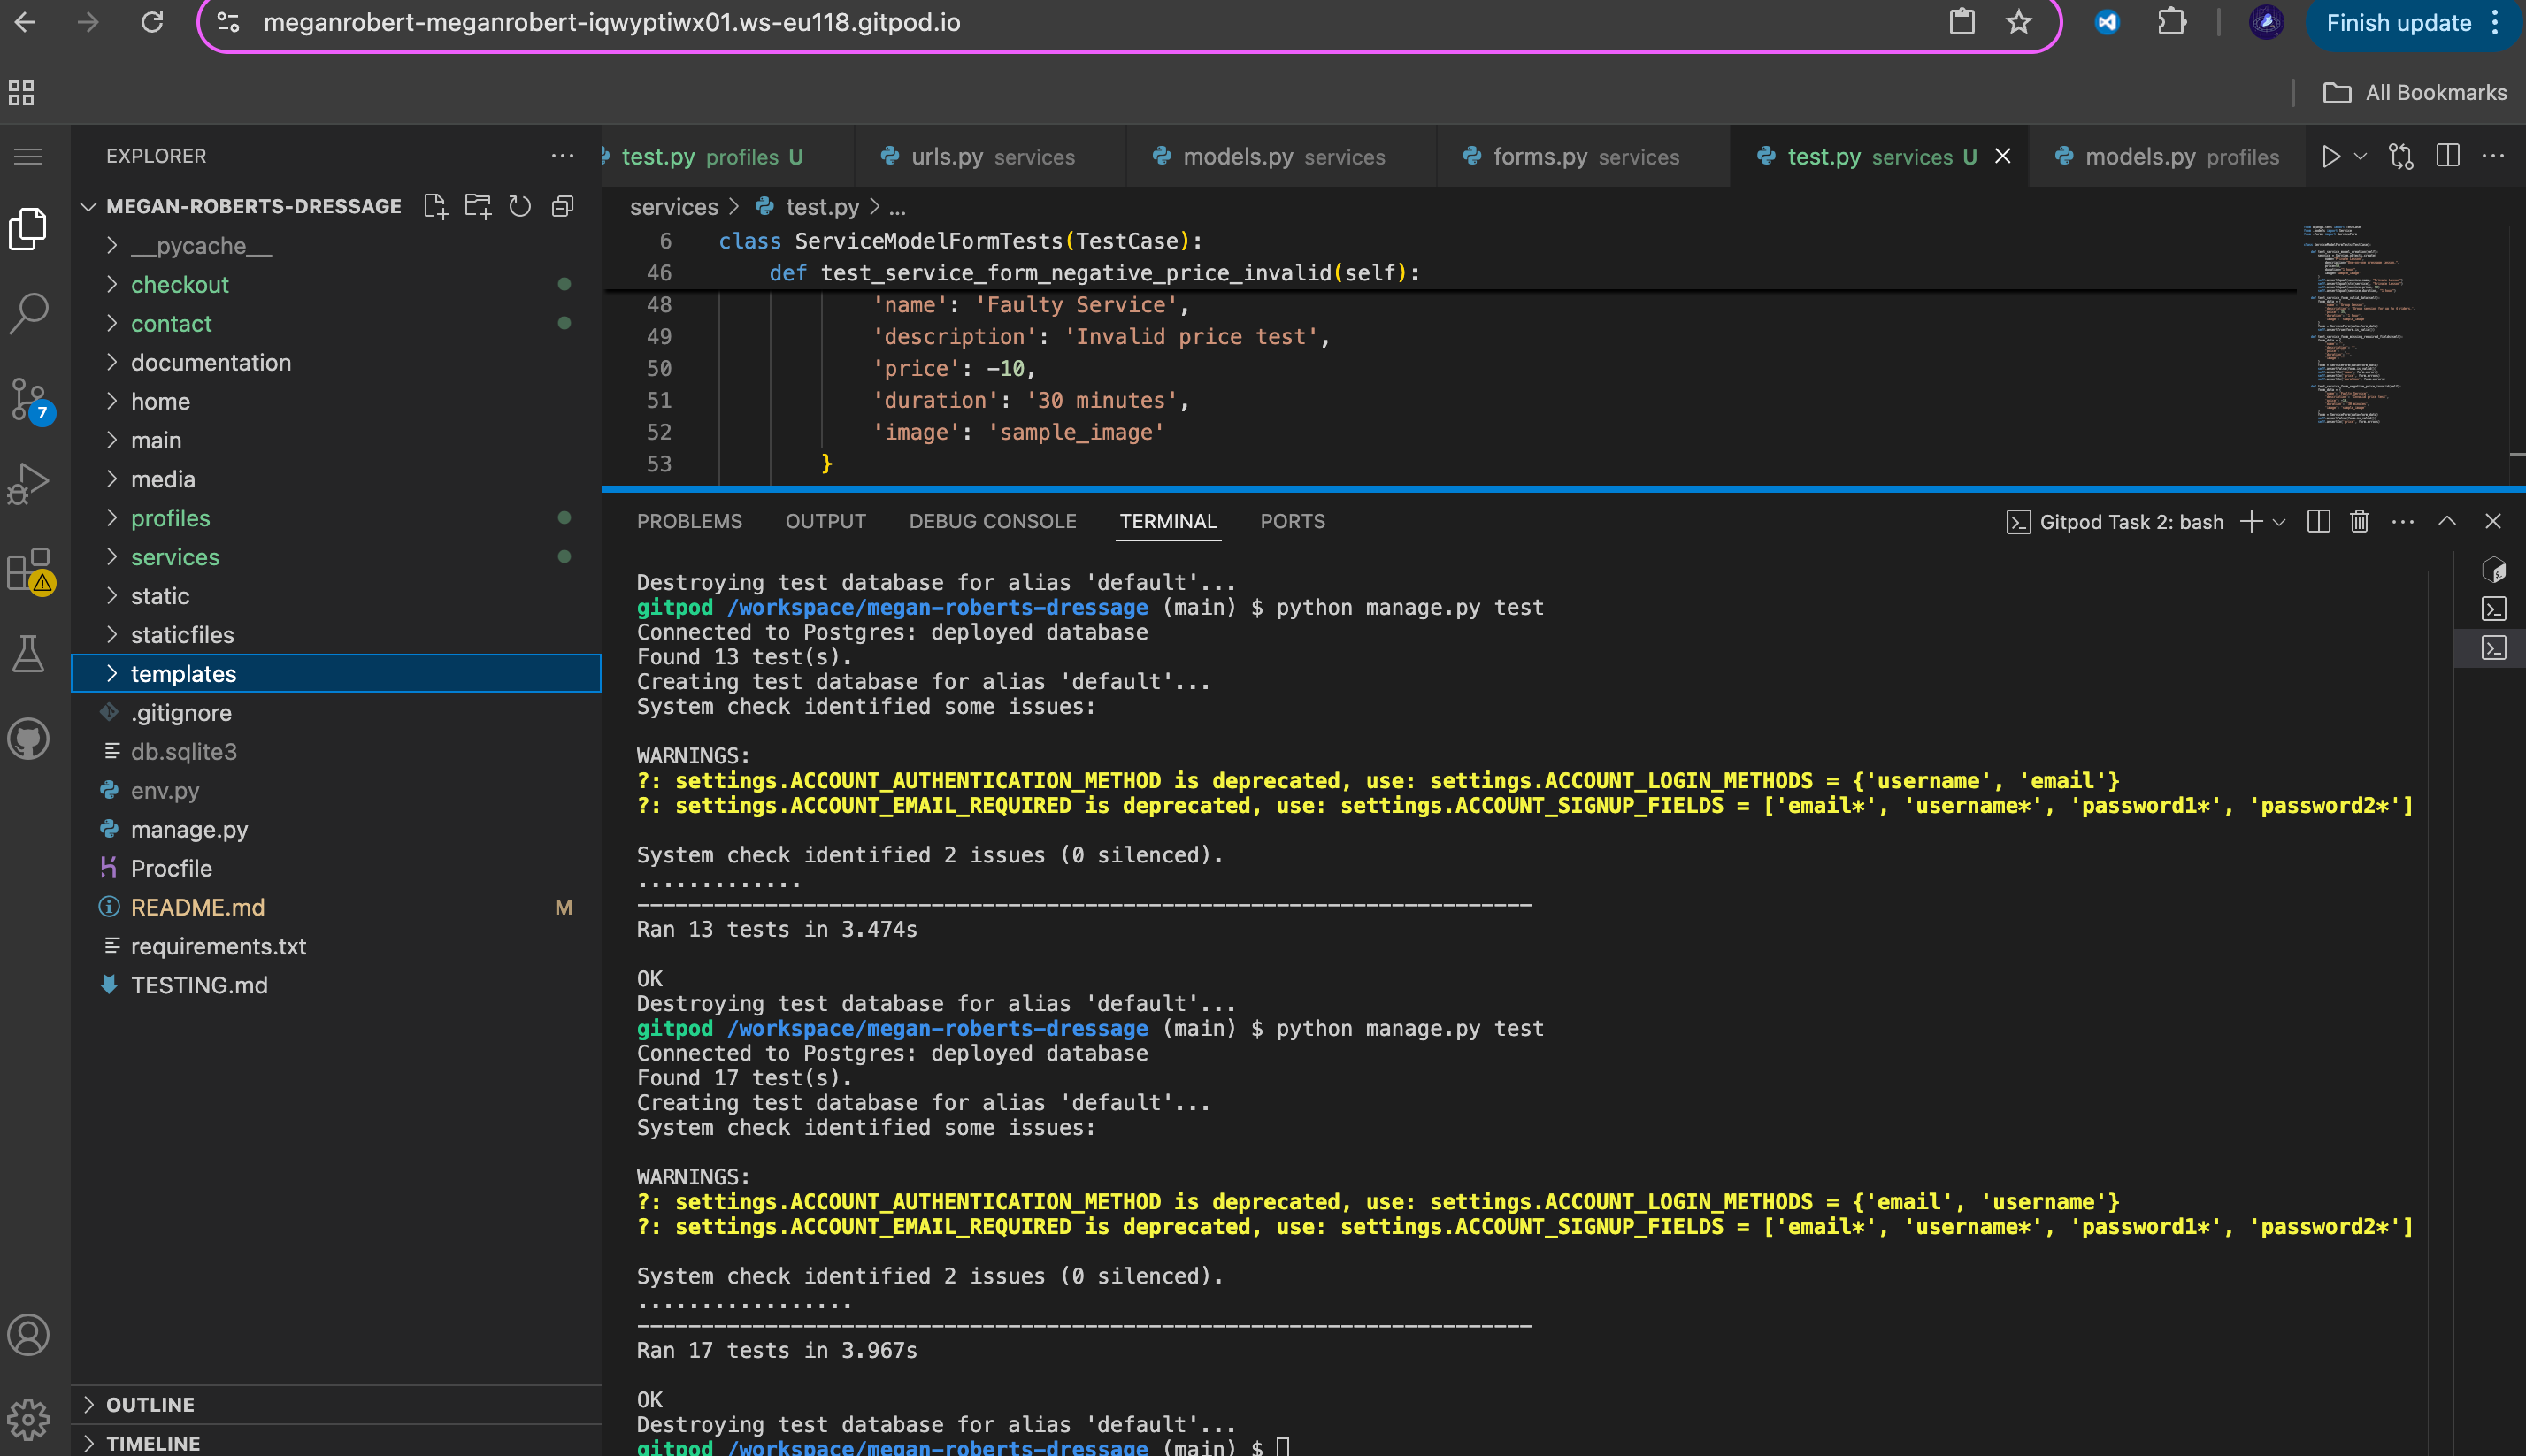 meganrobert-meganrobert-iqwyptiwx01.ws-eu118.gitpod.io
Finish update
All Bookmarks
EXPLORER
MEGAN-ROBERTS-DRESSAGE
__pycache__
checkout
contact
documentation
home
main
media
profiles
services
static
staticfiles
templates
.gitignore
db.sqlite3
env.py
manage.py
Procfile
README.md M
requirements.txt
TESTING.md
OUTLINE
TIMELINE
7
test.py profiles U
urls.py services
models.py services
forms.py services
test.py services U
models.py profiles
services > test.py > ...
6 class ServiceModelFormTests(TestCase):
46 def test_service_form_negative_price_invalid(self):
48 'name': 'Faulty Service',
49 'description': 'Invalid price test',
50 'price': -10,
51 'duration': '30 minutes',
52 'image': 'sample_image'
53 }
PROBLEMS OUTPUT DEBUG CONSOLE TERMINAL PORTS
Gitpod Task 2: bash
Destroying test database for alias 'default'...
gitpod /workspace/megan-roberts-dressage (main) $ python manage.py test
Connected to Postgres: deployed database
Found 13 test(s).
Creating test database for alias 'default'...
System check identified some issues:
WARNINGS:
?: settings.ACCOUNT_AUTHENTICATION_METHOD is deprecated, use: settings.ACCOUNT_LOGIN_METHODS = {'username', 'email'}
?: settings.ACCOUNT_EMAIL_REQUIRED is deprecated, use: settings.ACCOUNT_SIGNUP_FIELDS = ['email*', 'username*', 'password1*', 'password2*']
System check identified 2 issues (0 silenced).
.............
----------------------------------------------------------------------
Ran 13 tests in 3.474s
OK
Destroying test database for alias 'default'...
gitpod /workspace/megan-roberts-dressage (main) $ python manage.py test
Connected to Postgres: deployed database
Found 17 test(s).
Creating test database for alias 'default'...
System check identified some issues:
WARNINGS:
?: settings.ACCOUNT_AUTHENTICATION_METHOD is deprecated, use: settings.ACCOUNT_LOGIN_METHODS = {'email', 'username'}
?: settings.ACCOUNT_EMAIL_REQUIRED is deprecated, use: settings.ACCOUNT_SIGNUP_FIELDS = ['email*', 'username*', 'password1*', 'password2*']
System check identified 2 issues (0 silenced).
.................
----------------------------------------------------------------------
Ran 17 tests in 3.967s
OK
Destroying test database for alias 'default'...
gitpod /workspace/megan-roberts-dressage (main) $